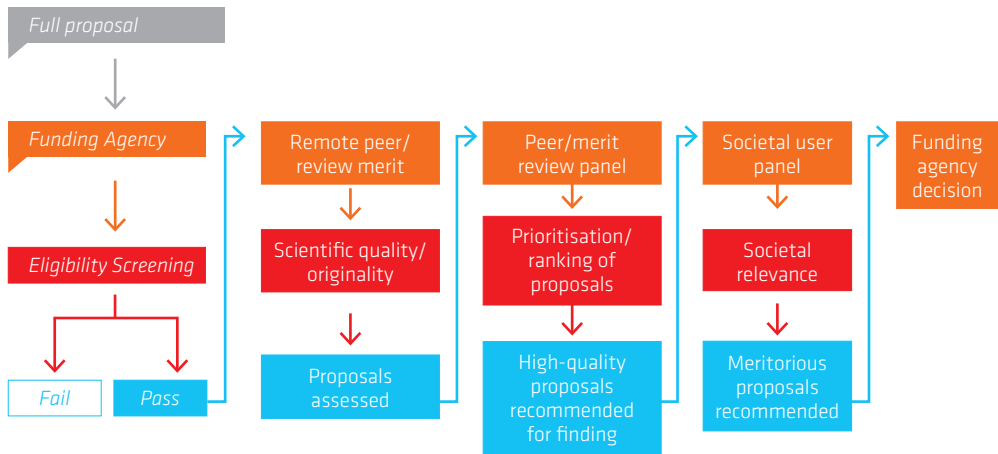 Full proposal
Funding Agency
Eligibility Screening
Fail
Pass
Remote peer/
review merit
Scientific quality/
originality
Proposals
assessed
Peer/merit
review panel
Prioritisation/
ranking of
proposals
High-quality
proposals
recommended
for finding
Societal user
panel
Societal
relevance
Meritorious
proposals
recommended
Funding
agency
decision